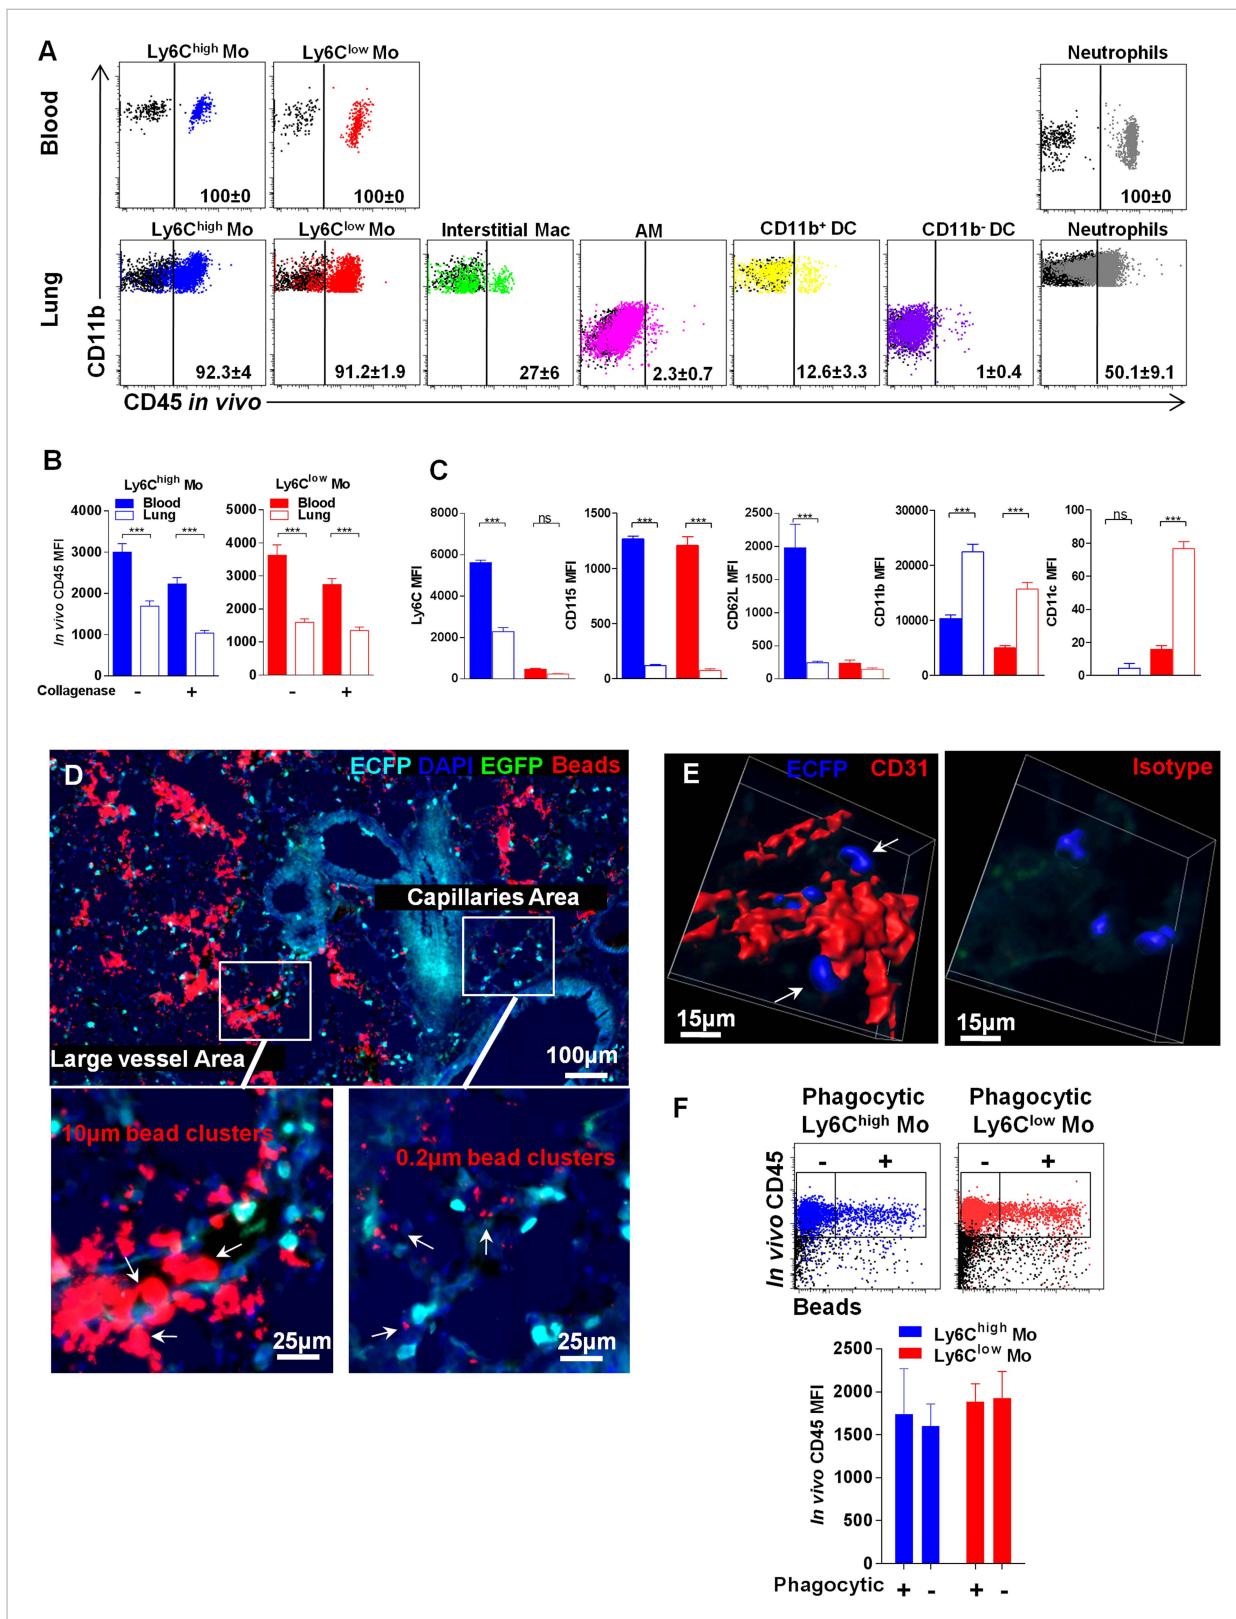 A
Ly6Chigh Mo
Ly6Clow Mo
Neutrophils
Blood
100±0
100±0
100±0
Ly6Chigh Mo
Ly6Clow Mo
Interstitial Mac
AM
CD11b+ DC
CD11b- DC
Neutrophils
Lung
CD11b
92.3±4
91.2±1.9
27±6
2.3±0.7
12.6±3.3
1±0.4
50.1±9.1
CD45 in vivo
B
Ly6Chigh Mo
Blood
Lung
Ly6Clow Mo
Blood
Lung
In vivo CD45 MFI
4000
3000
2000
1000
0
*** ***
5000
4000
3000
2000
1000
0
*** ***
Collagenase - + - +
C
Ly6C MFI
8000
6000
4000
2000
0
*** ns
CD115 MFI
1500
1000
500
0
*** ***
CD62L MFI
2500
2000
1500
1000
500
0
***
CD11b MFI
30000
20000
10000
0
*** ***
CD11c MFI
100
80
60
40
20
0
ns ***
D
ECFP DAPI EGFP Beads
Capillaries Area
Large vessel Area
100µm
10µm bead clusters
25µm
0.2µm bead clusters
25µm
E
ECFP CD31
15µm
Isotype
15µm
F
Phagocytic
Ly6Chigh Mo
Phagocytic
Ly6Clow Mo
- +
- +
In vivo CD45
Beads
Ly6Chigh Mo
Ly6Clow Mo
In vivo CD45 MFI
2500
2000
1500
1000
500
0
Phagocytic + - + -